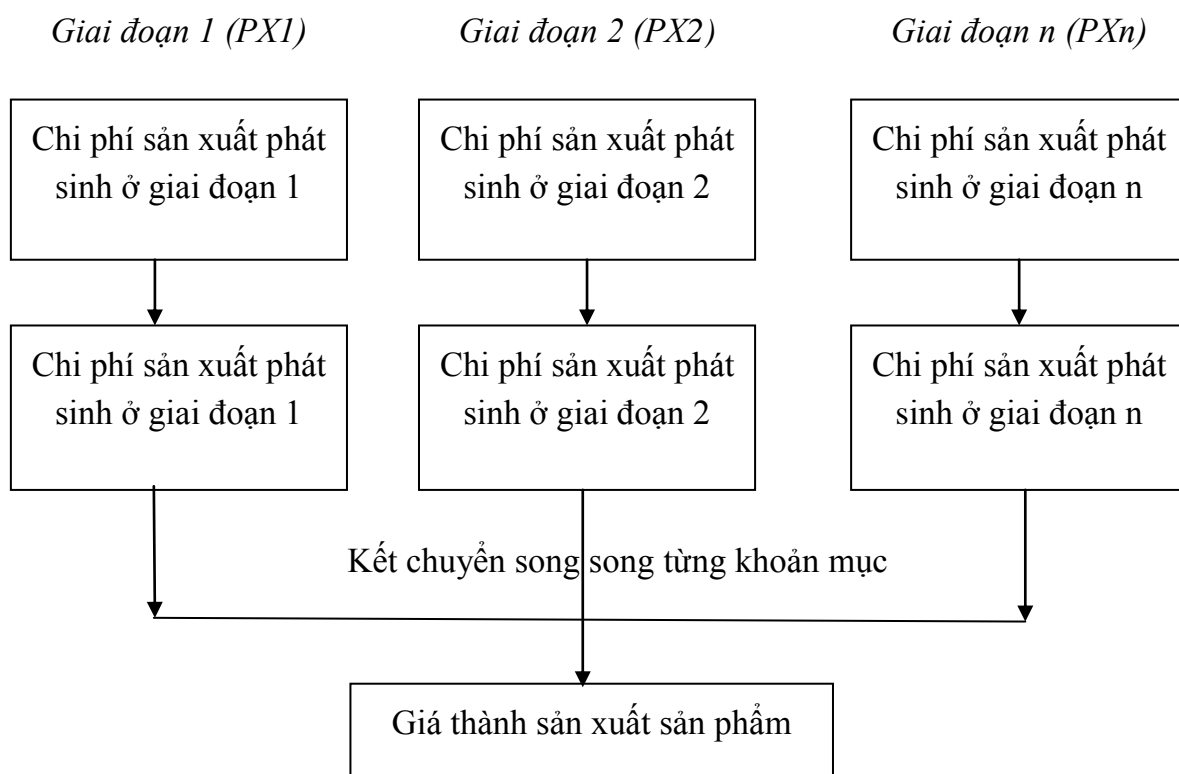 Giai đoạn 1 (PX1)
Giai đoạn 2 (PX2)
Giai đoạn n (PXn)
Chi phí sản xuất phát
sinh ở giai đoạn 1
Chi phí sản xuất phát
sinh ở giai đoạn 2
Chi phí sản xuất phát
sinh ở giai đoạn n
Chi phí sản xuất phát
sinh ở giai đoạn 1
Chi phí sản xuất phát
sinh ở giai đoạn 2
Chi phí sản xuất phát
sinh ở giai đoạn n
Kết chuyển song song từng khoản mục
Giá thành sản xuất sản phẩm